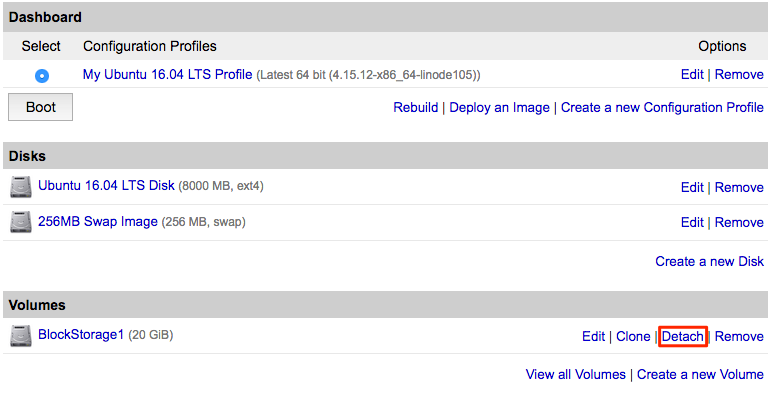 Dashboard
Select Configuration Profiles Options
My Ubuntu 16.04 LTS Profile (Latest 64 bit (4.15.12-x86_64-linode105)) Edit | Remove
Boot Rebuild | Deploy an Image | Create a new Configuration Profile
Disks
Ubuntu 16.04 LTS Disk (8000 MB, ext4) Edit | Remove
256MB Swap Image (256 MB, swap) Edit | Remove
Create a new Disk
Volumes
BlockStorage1 (20 GiB) Edit | Clone | Detach | Remove
View all Volumes | Create a new Volume